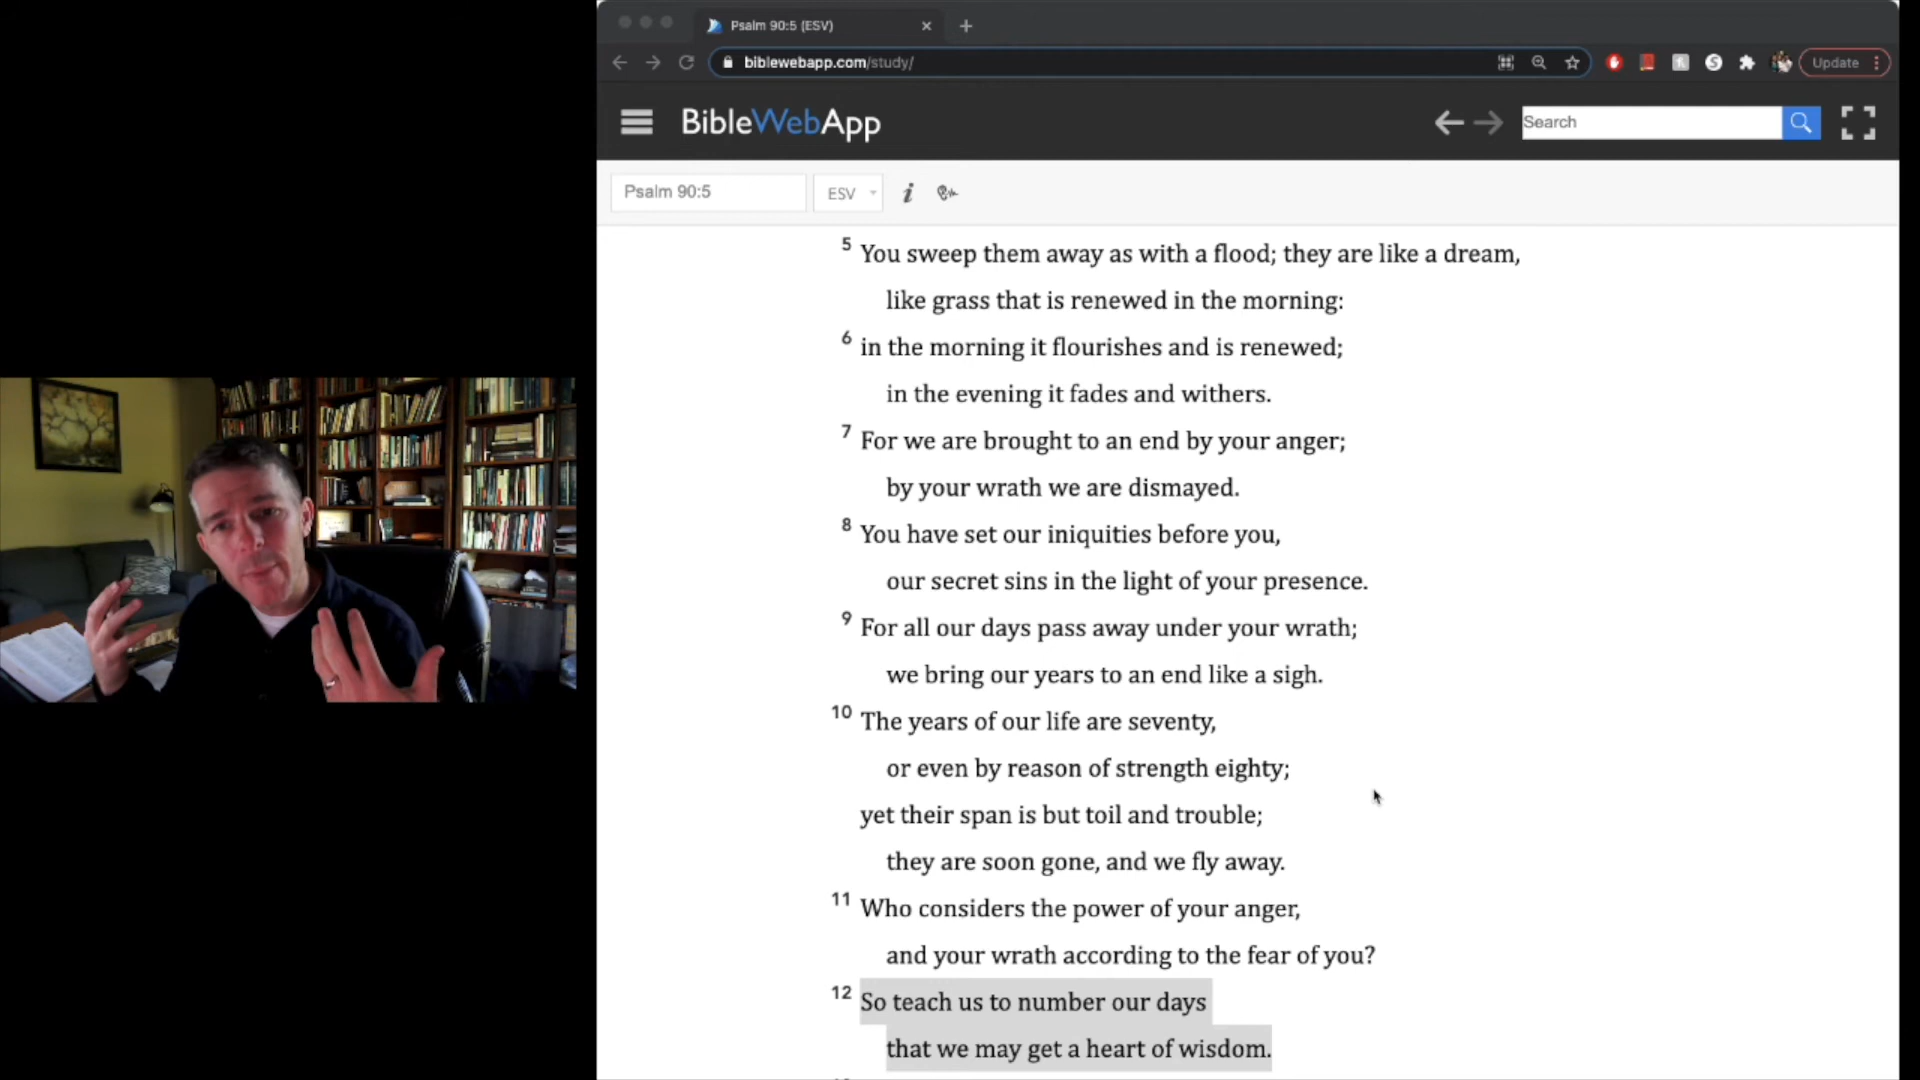 Psalm 90:5 (ESV)
biblewebapp.com/study/
Update
BibleWebApp
Search
Psalm 90:5
ESV
i
5 You sweep them away as with a flood; they are like a dream,
like grass that is renewed in the morning:
6 in the morning it flourishes and is renewed;
in the evening it fades and withers.
7 For we are brought to an end by your anger;
by your wrath we are dismayed.
8 You have set our iniquities before you,
our secret sins in the light of your presence.
9 For all our days pass away under your wrath;
we bring our years to an end like a sigh.
10 The years of our life are seventy,
or even by reason of strength eighty;
yet their span is but toil and trouble;
they are soon gone, and we fly away.
11 Who considers the power of your anger,
and your wrath according to the fear of you?
12 So teach us to number our days
that we may get a heart of wisdom.